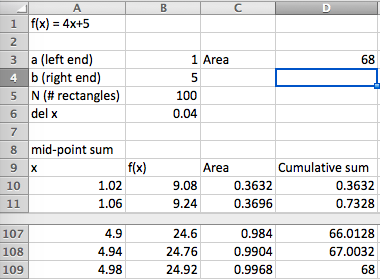 A B C D
1 f(x) = 4x+5
2
3 a (left end) 1 Area 68
4 b (right end) 5
5 N (# rectangles) 100
6 del x 0.04
7
8 mid-point sum
9 x f(x) Area Cumulative sum
10 1.02 9.08 0.3632 0.3632
11 1.06 9.24 0.3696 0.7328
107 4.9 24.6 0.984 66.0128
108 4.94 24.76 0.9904 67.0032
109 4.98 24.92 0.9968 68